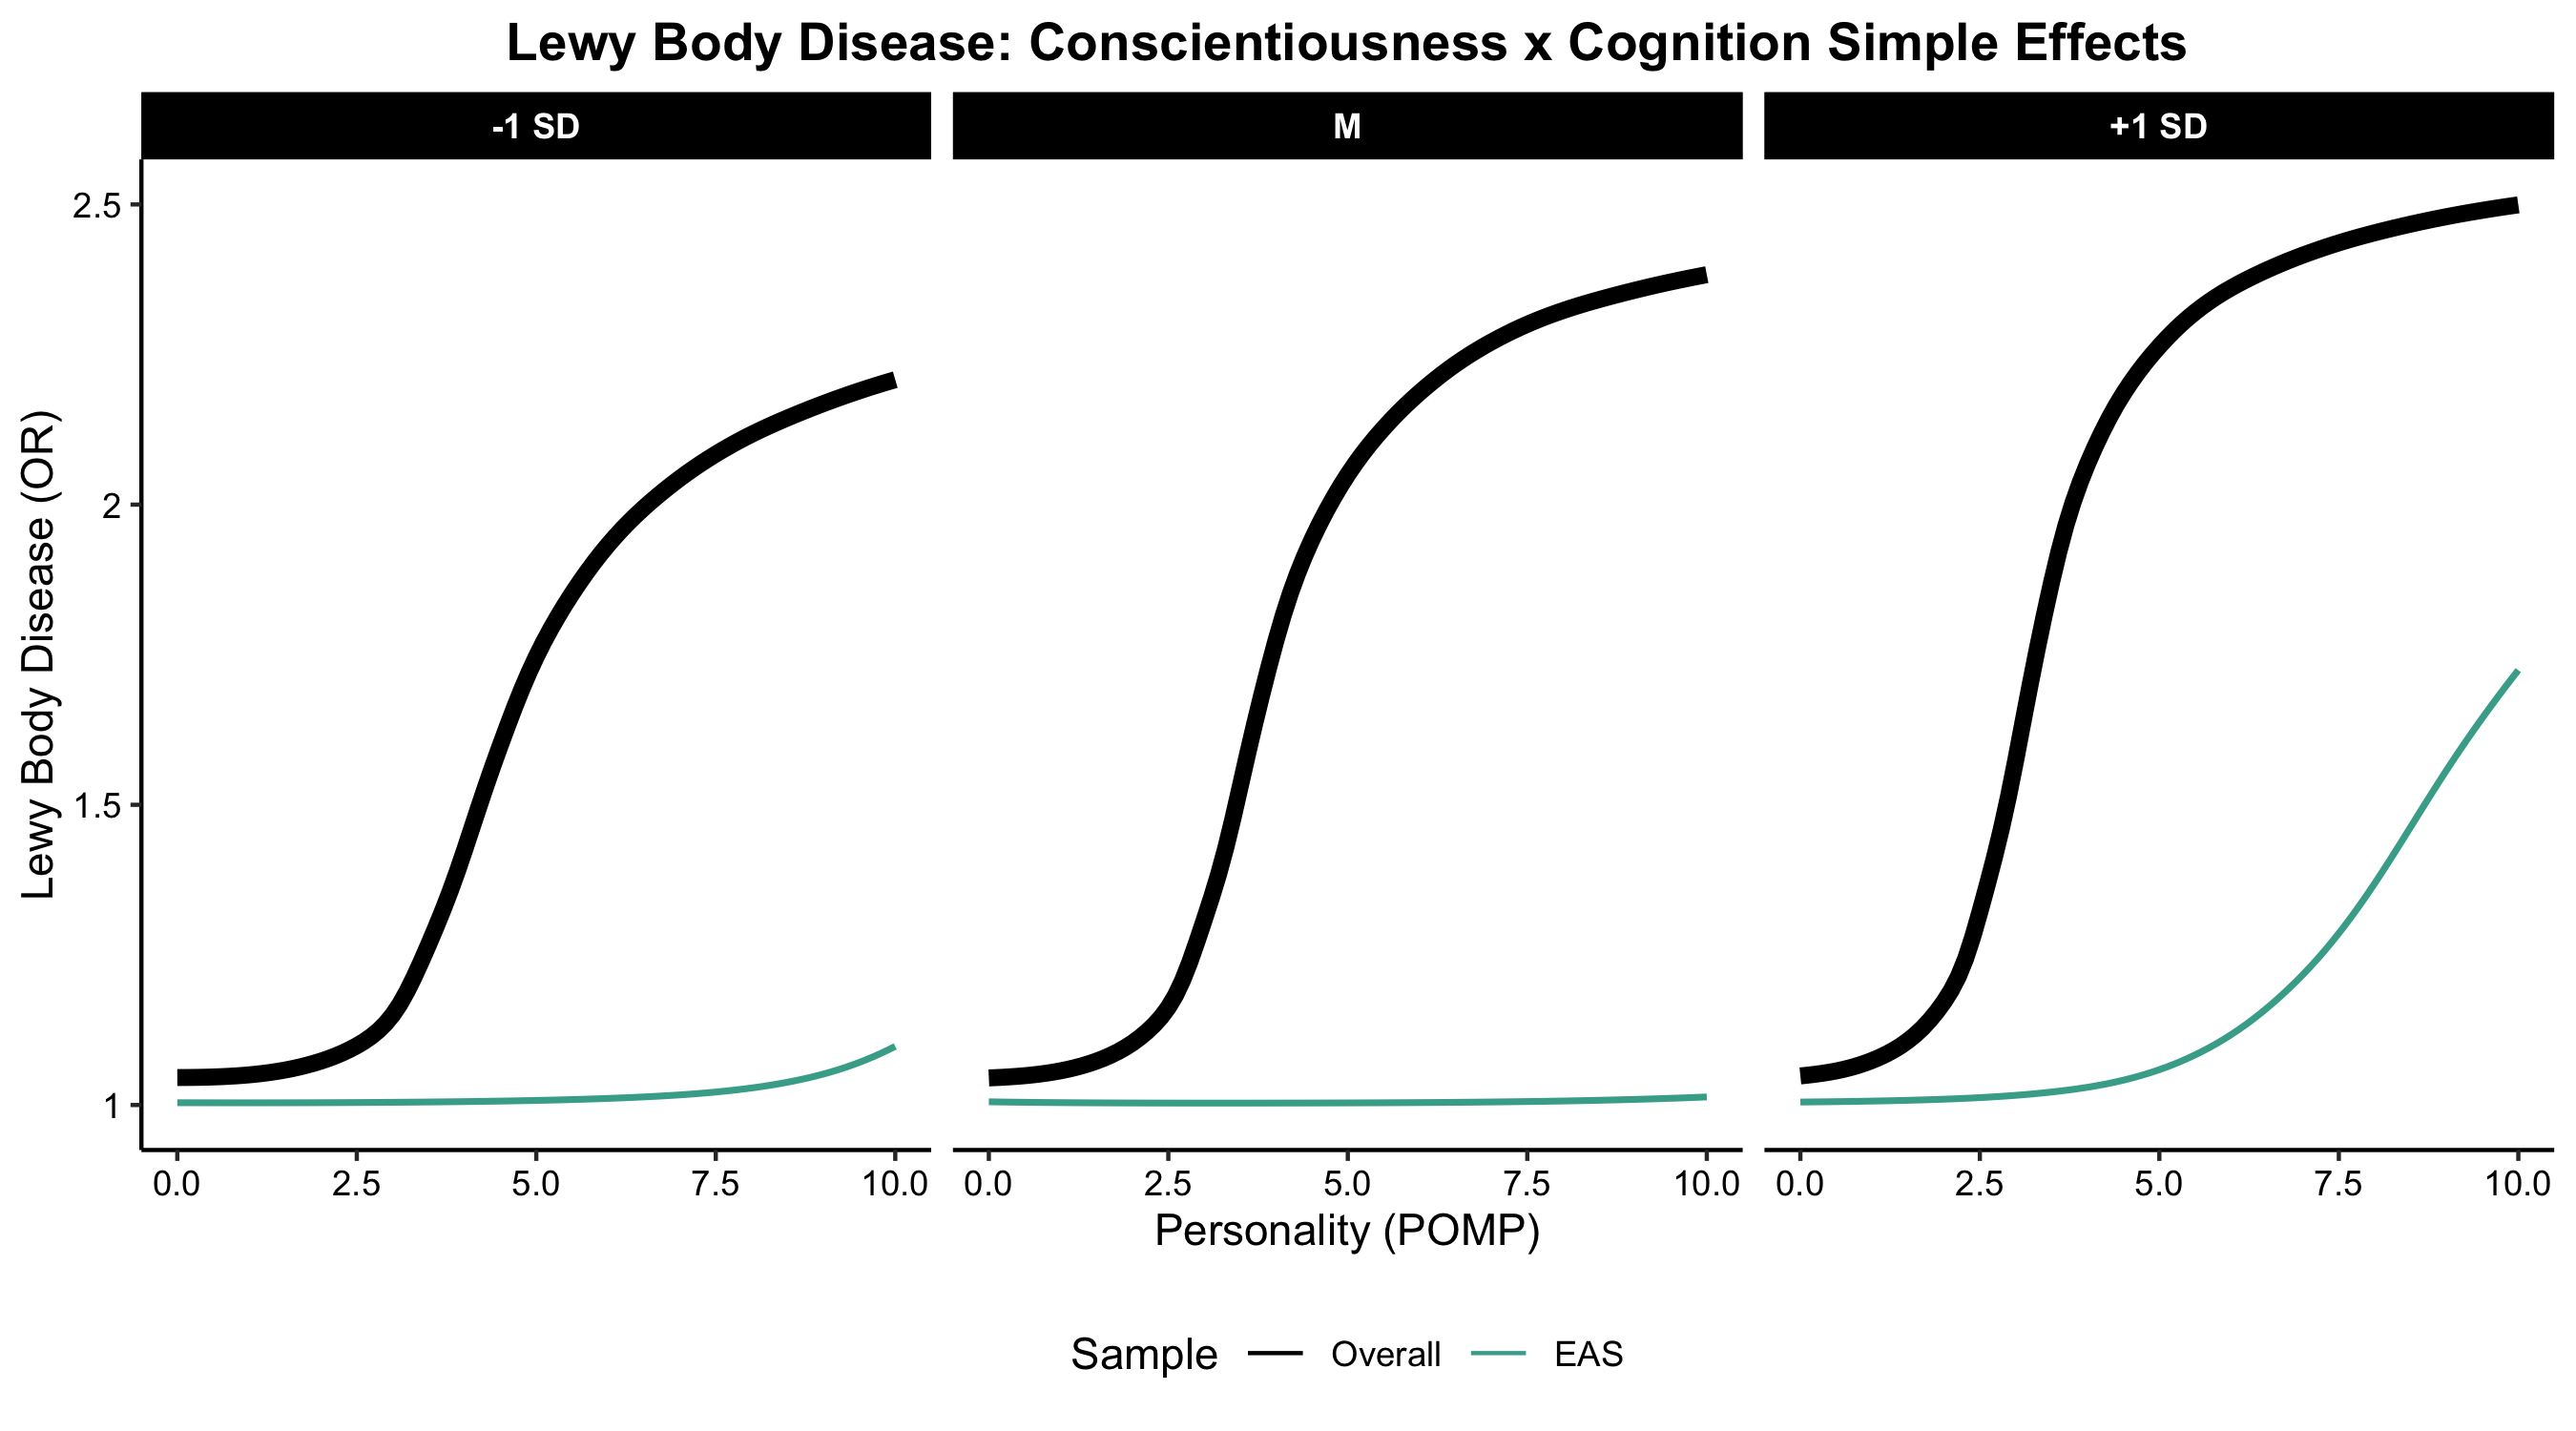 Lewy Body Disease: Conscientiousness x Cognition Simple Effects
-1 SD
M
+1 SD
Lewy Body Disease (OR)
2.5
2
1.5
1
0.0 2.5 5.0 7.5 10.0
0.0 2.5 5.0 7.5 10.0
0.0 2.5 5.0 7.5 10.0
Personality (POMP)
Sample Overall EAS